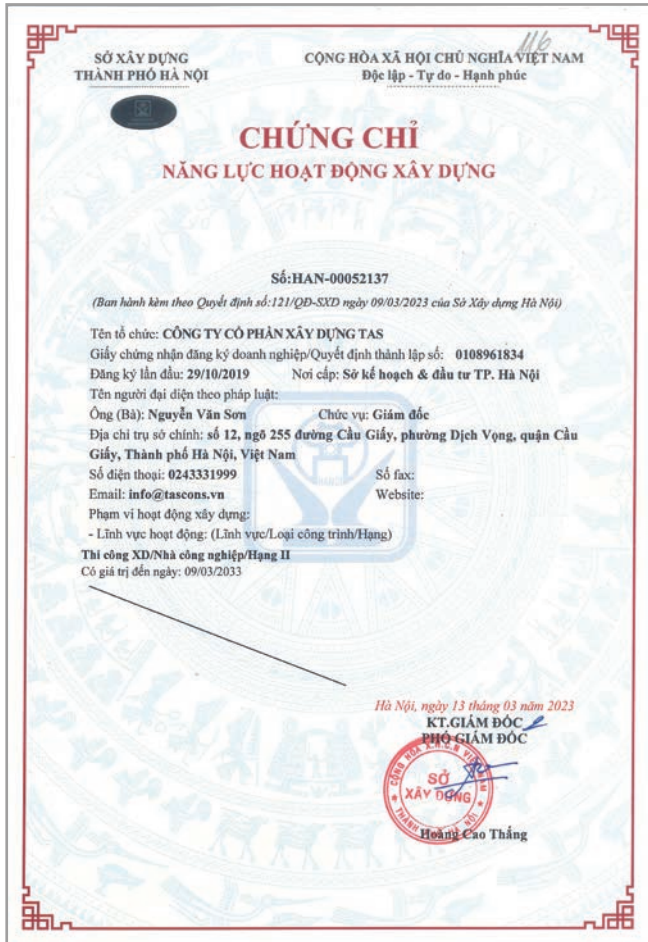 116
SỞ XÂY DỰNG
THÀNH PHỐ HÀ NỘI
CỘNG HÒA XÃ HỘI CHỦ NGHĨA VIỆT NAM
Độc lập - Tự do - Hạnh phúc
CHỨNG CHỈ
NĂNG LỰC HOẠT ĐỘNG XÂY DỰNG
Số:HAN-00052137
(Ban hành kèm theo Quyết định số:121/QĐ-SXD ngày 09/03/2023 của Sở Xây dựng Hà Nội)
Tên tổ chức: CÔNG TY CỔ PHẦN XÂY DỰNG TAS
Giấy chứng nhận đăng ký doanh nghiệp/Quyết định thành lập số: 0108961834
Đăng ký lần đầu: 29/10/2019 Nơi cấp: Sở kế hoạch & đầu tư TP. Hà Nội
Tên người đại diện theo pháp luật:
Ông (Bà): Nguyễn Văn Sơn Chức vụ: Giám đốc
Địa chỉ trụ sở chính: số 12, ngõ 255 đường Cầu Giấy, phường Dịch Vọng, quận Cầu
Giấy, Thành phố Hà Nội, Việt Nam
Số điện thoại: 0243331999 Số fax:
Email: info@tascons.vn Website:
Phạm vi hoạt động xây dựng:
- Lĩnh vực hoạt động: (Lĩnh vực/Loại công trình/Hạng)
Thi công XD/Nhà công nghiệp/Hạng II
Có giá trị đến ngày: 09/03/2033
Hà Nội, ngày 13 tháng 03 năm 2023
KT.GIÁM ĐỐC
PHÓ GIÁM ĐỐC
CỘNG HÒA X.H.C.N VIỆT NAM
SỞ
XÂY DỰNG
THÀNH PHỐ HÀ NỘI
Hoàng Cao Thắng